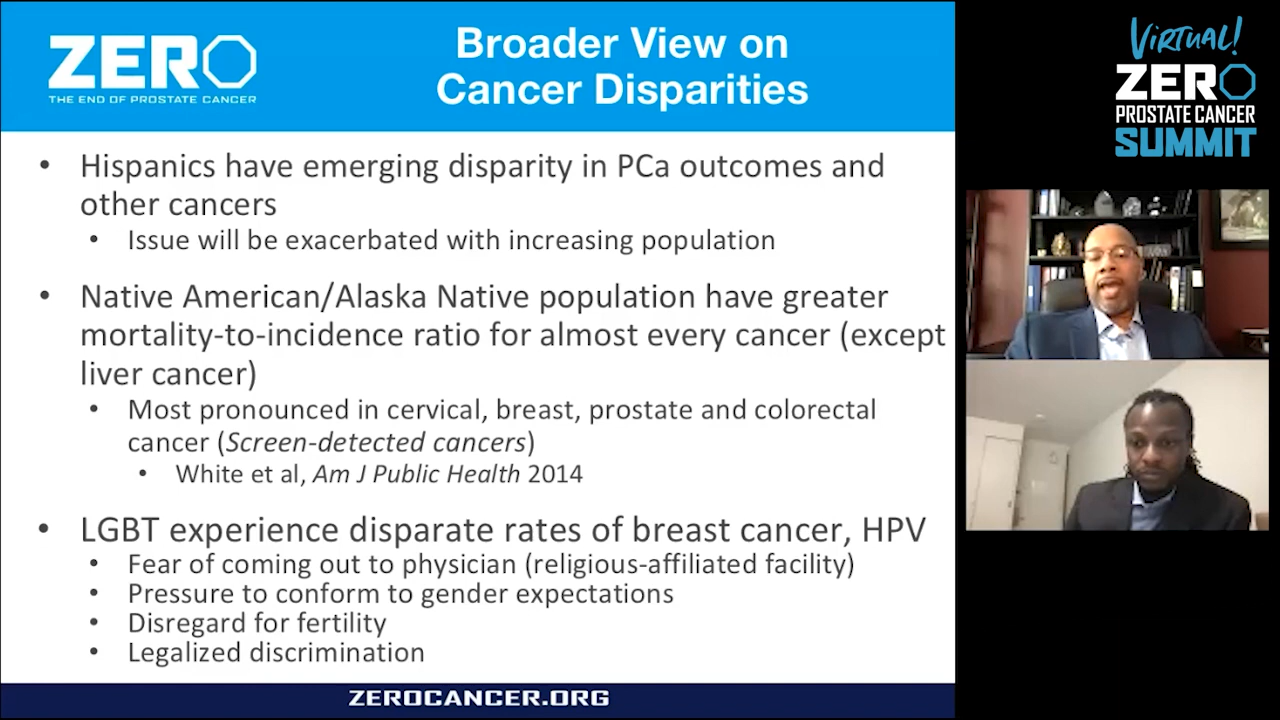 ZERO
THE END OF PROSTATE CANCER
Broader View on
Cancer Disparities
• Hispanics have emerging disparity in PCa outcomes and
other cancers
• Issue will be exacerbated with increasing population
• Native American/Alaska Native population have greater
mortality-to-incidence ratio for almost every cancer (except
liver cancer)
• Most pronounced in cervical, breast, prostate and colorectal
cancer (Screen-detected cancers)
• White et al, Am J Public Health 2014
• LGBT experience disparate rates of breast cancer, HPV
• Fear of coming out to physician (religious-affiliated facility)
• Pressure to conform to gender expectations
• Disregard for fertility
• Legalized discrimination
ZEROCANCER.ORG
VIRTUAL!
ZERO
PROSTATE CANCER
SUMMIT